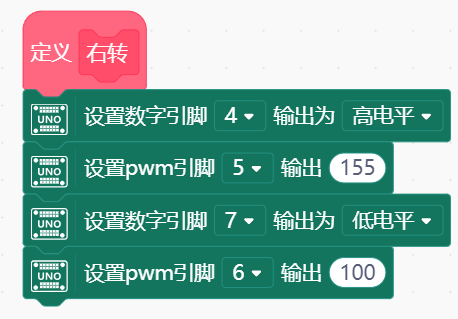 定义 右转
UNO 设置数字引脚 4 输出为 高电平
UNO 设置pwm引脚 5 输出 155
UNO 设置数字引脚 7 输出为 低电平
UNO 设置pwm引脚 6 输出 100